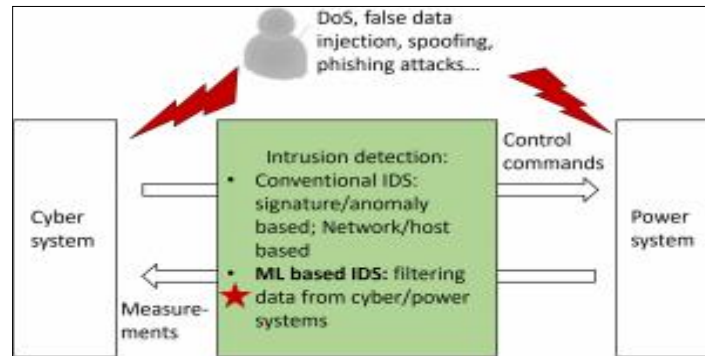 DoS, false data
injection, spoofing,
phishing attacks...
Cyber
system
Intrusion detection:
• Conventional IDS:
signature/anomaly
based; Network/host
based
• ML based IDS: filtering
data from cyber/power
systems
Control
commands
Power
system
Measure-
ments